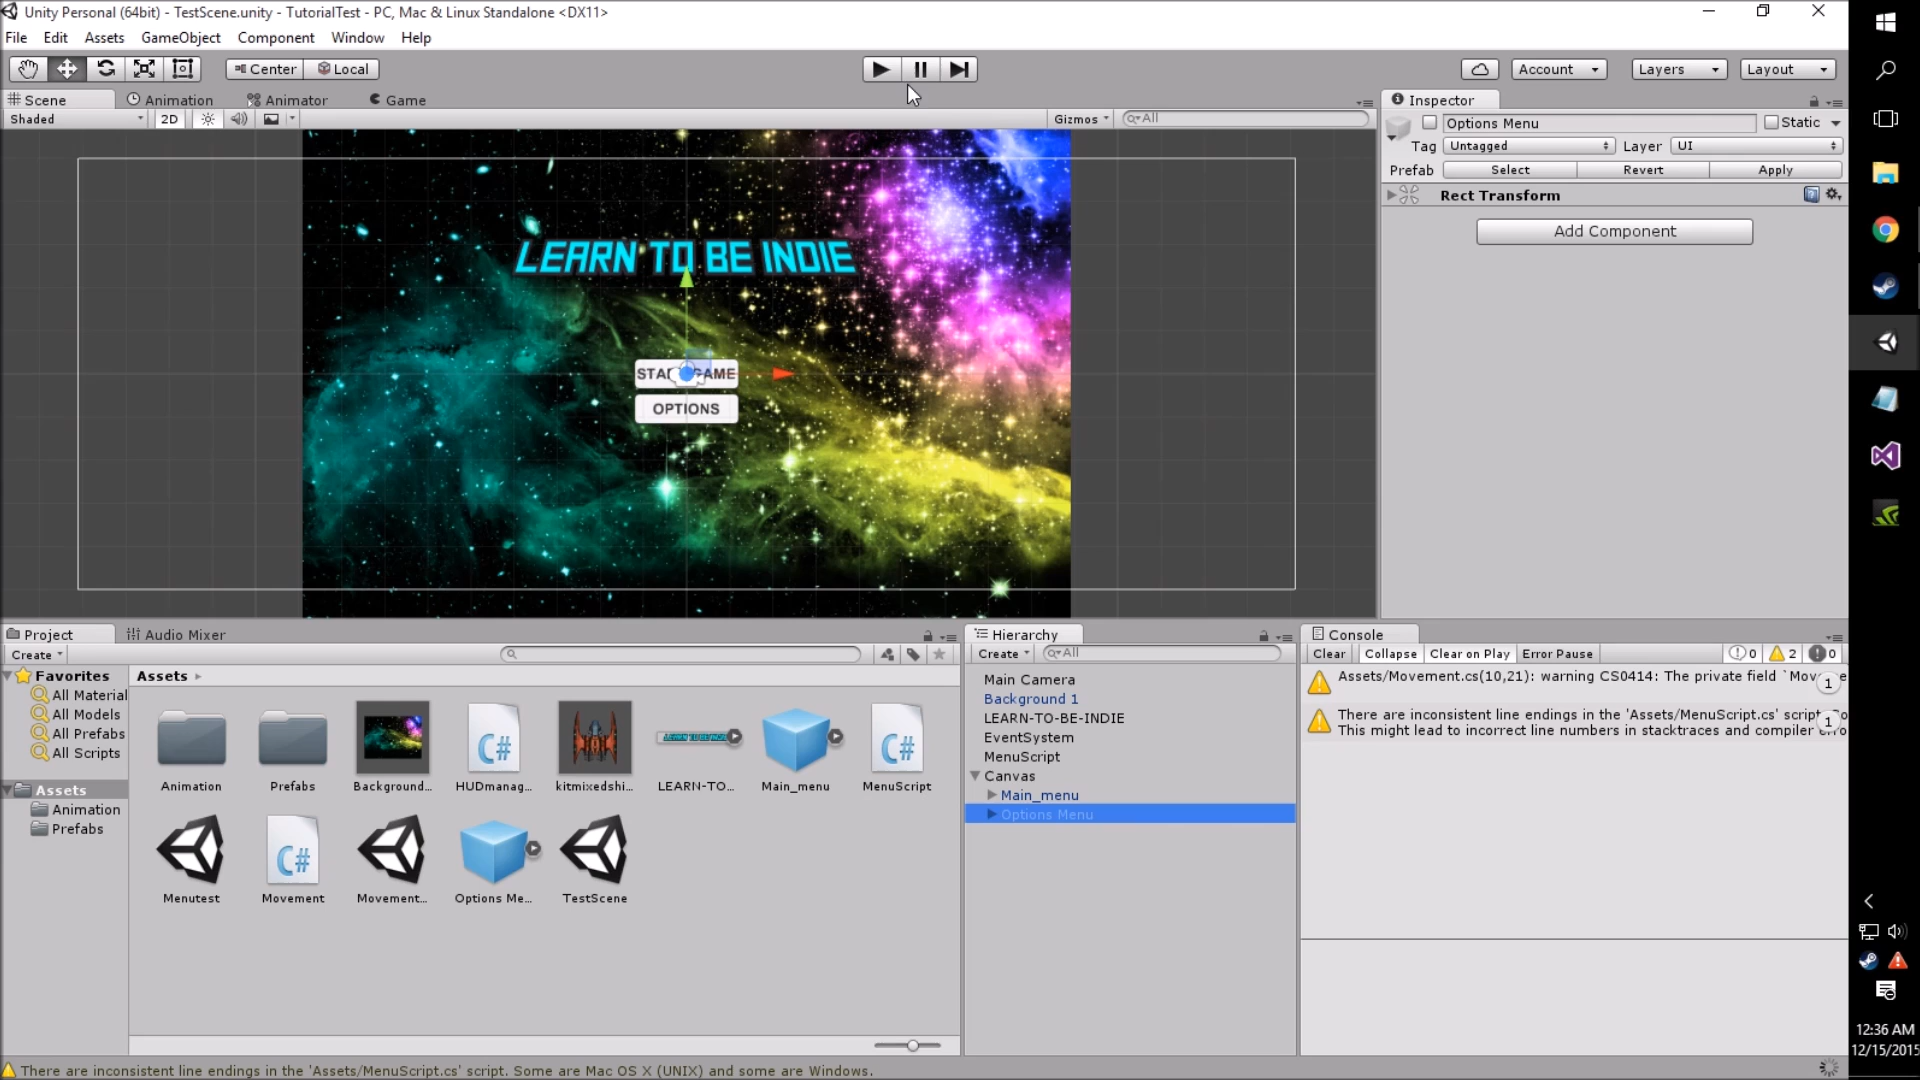 Unity Personal (64bit) - TestScene.unity - TutorialTest - PC, Mac & Linux Standalone <DX11>
File Edit Assets GameObject Component Window Help
Center Local
Account Layers Layout
Scene Animation Animator Game
Shaded 2D Gizmos All
LEARN TO BE INDIE
OPTIONS
Inspector
Options Menu Static
Tag Untagged Layer UI
Prefab Select Revert Apply
Rect Transform
Add Component
Project Audio Mixer
Create
Favorites
All Material
All Models
All Prefabs
All Scripts
Assets
Animation
Prefabs
Assets
C# C#
Animation Prefabs Background... HUDmanag... kitmixedshi... LEARN-TO... Main_menu MenuScript
C#
Menutest Movement Movement... Options Me... TestScene
Hierarchy
Create All
Main Camera
Background 1
LEARN-TO-BE-INDIE
EventSystem
MenuScript
Canvas
Main_menu
Options Menu
Console
Clear Collapse Clear on Play Error Pause 0 2 0
Assets/Movement.cs(10,21): warning CS0414: The private field 1
There are inconsistent line endings in the 'Assets/MenuScript.cs' script. 1
This might lead to incorrect line numbers in stacktraces and compiler
There are inconsistent line endings in the 'Assets/MenuScript.cs' script. Some are Mac OS X (UNIX) and some are Windows.
12:36 AM
12/15/2015